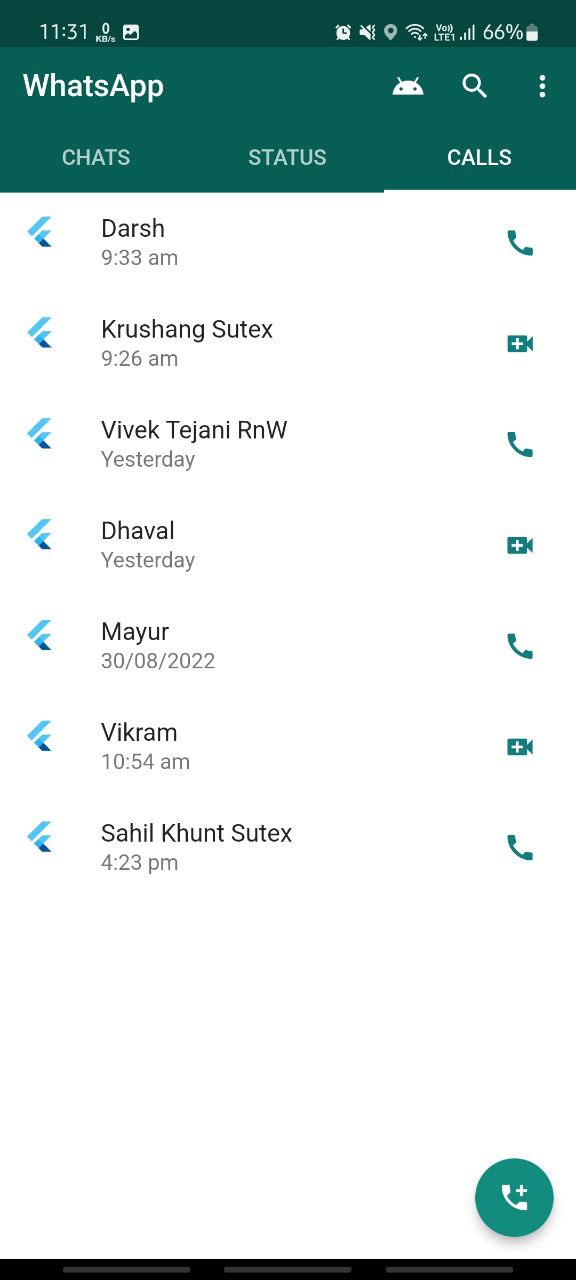 11:31 0 KB/s Vo)) LTE1 66%
WhatsApp
CHATS STATUS CALLS
Darsh
9:33 am
Krushang Sutex
9:26 am
Vivek Tejani RnW
Yesterday
Dhaval
Yesterday
Mayur
30/08/2022
Vikram
10:54 am
Sahil Khunt Sutex
4:23 pm